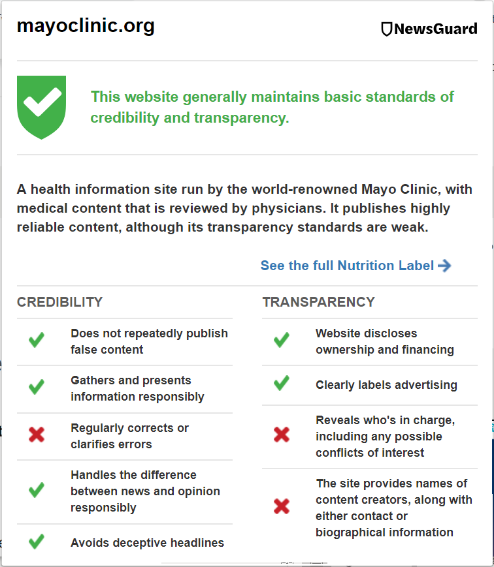 mayoclinic.org
NewsGuard
This website generally maintains basic standards of
credibility and transparency.
A health information site run by the world-renowned Mayo Clinic, with
medical content that is reviewed by physicians. It publishes highly
reliable content, although its transparency standards are weak.
See the full Nutrition Label
CREDIBILITY
Does not repeatedly publish
false content
Gathers and presents
information responsibly
Regularly corrects or
clarifies errors
Handles the difference
between news and opinion
responsibly
Avoids deceptive headlines
TRANSPARENCY
Website discloses
ownership and financing
Clearly labels advertising
Reveals who's in charge,
including any possible
conflicts of interest
The site provides names of
content creators, along with
either contact or
biographical information